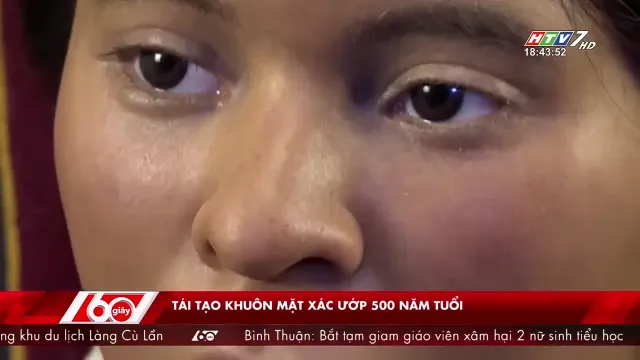 HTV7 HD
18:43:52
60 giây
TÁI TẠO KHUÔN MẶT XÁC ƯỚP 500 NĂM TUỔI
ng khu du lịch Làng Cù Lần 60 Bình Thuận: Bắt tạm giam giáo viên xâm hại 2 nữ sinh tiểu học